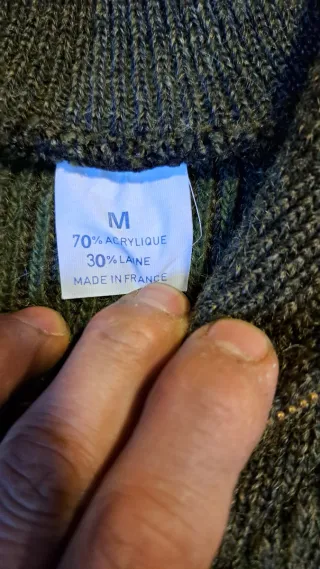 M
70% ACRYLIQUE
30% LAINE
MADE IN FRANCE